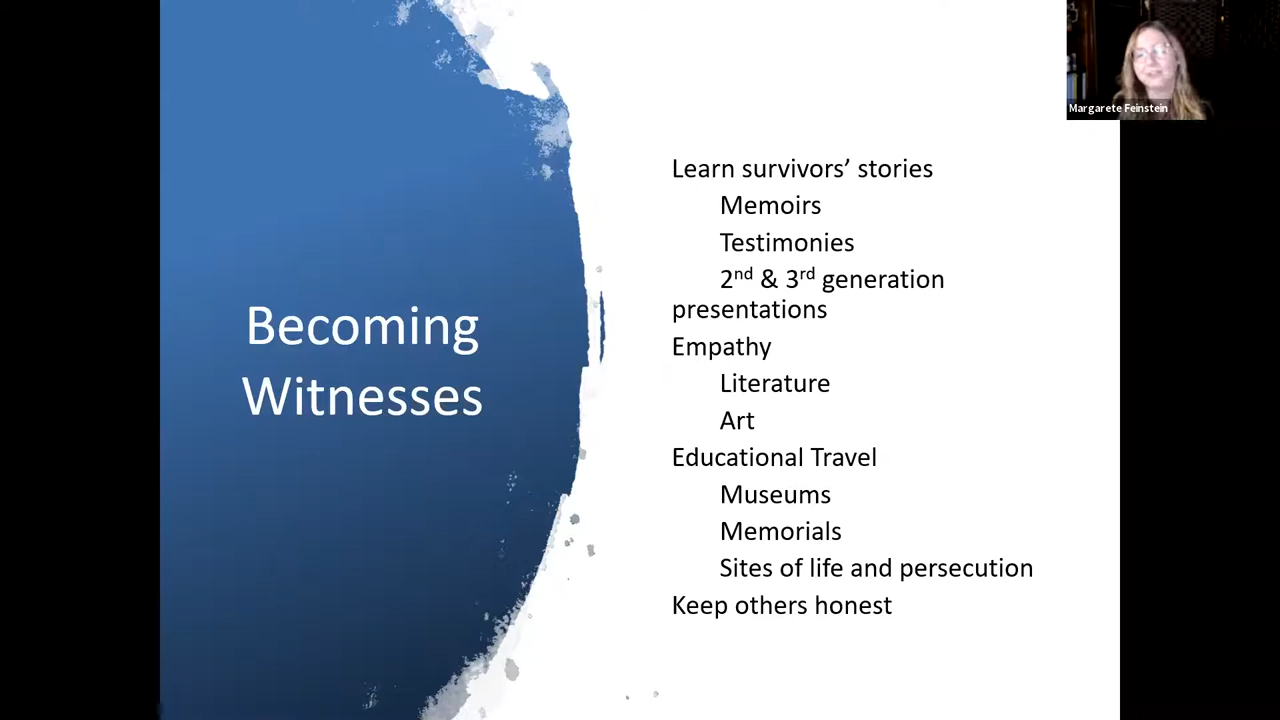 Becoming
Witnesses
Learn survivors’ stories
Memoirs
Testimonies
2nd & 3rd generation
presentations
Empathy
Literature
Art
Educational Travel
Museums
Memorials
Sites of life and persecution
Keep others honest
Margarete Feinstein